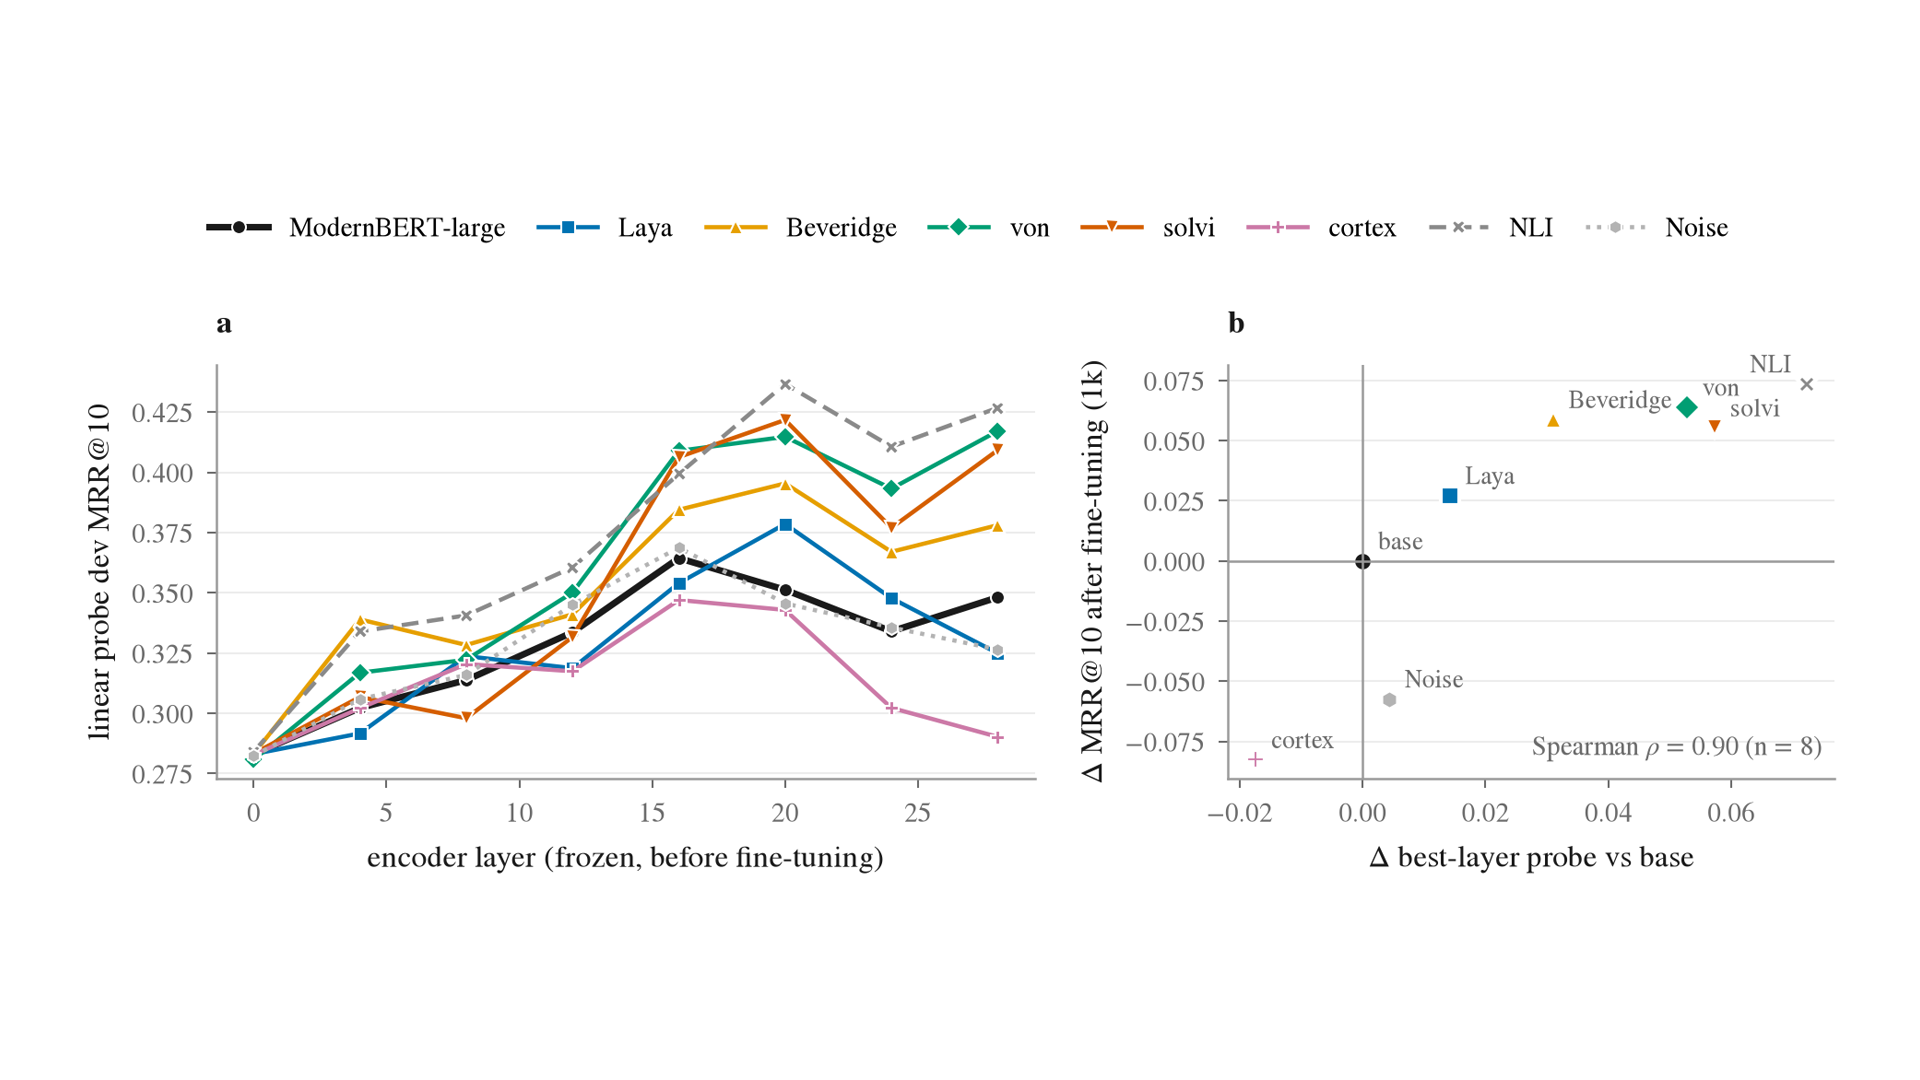 ModernBERT-large Laya Beveridge von solvi cortex NLI Noise
a
linear probe dev MRR@10
0.425
0.400
0.375
0.350
0.325
0.300
0.275
0 5 10 15 20 25
encoder layer (frozen, before fine-tuning)
b
Δ MRR@10 after fine-tuning (1k)
0.075
0.050
0.025
0.000
−0.025
−0.050
−0.075
NLI
von
Beveridge
solvi
Laya
base
Noise
cortex
Spearman ρ = 0.90 (n = 8)
−0.02 0.00 0.02 0.04 0.06
Δ best-layer probe vs base